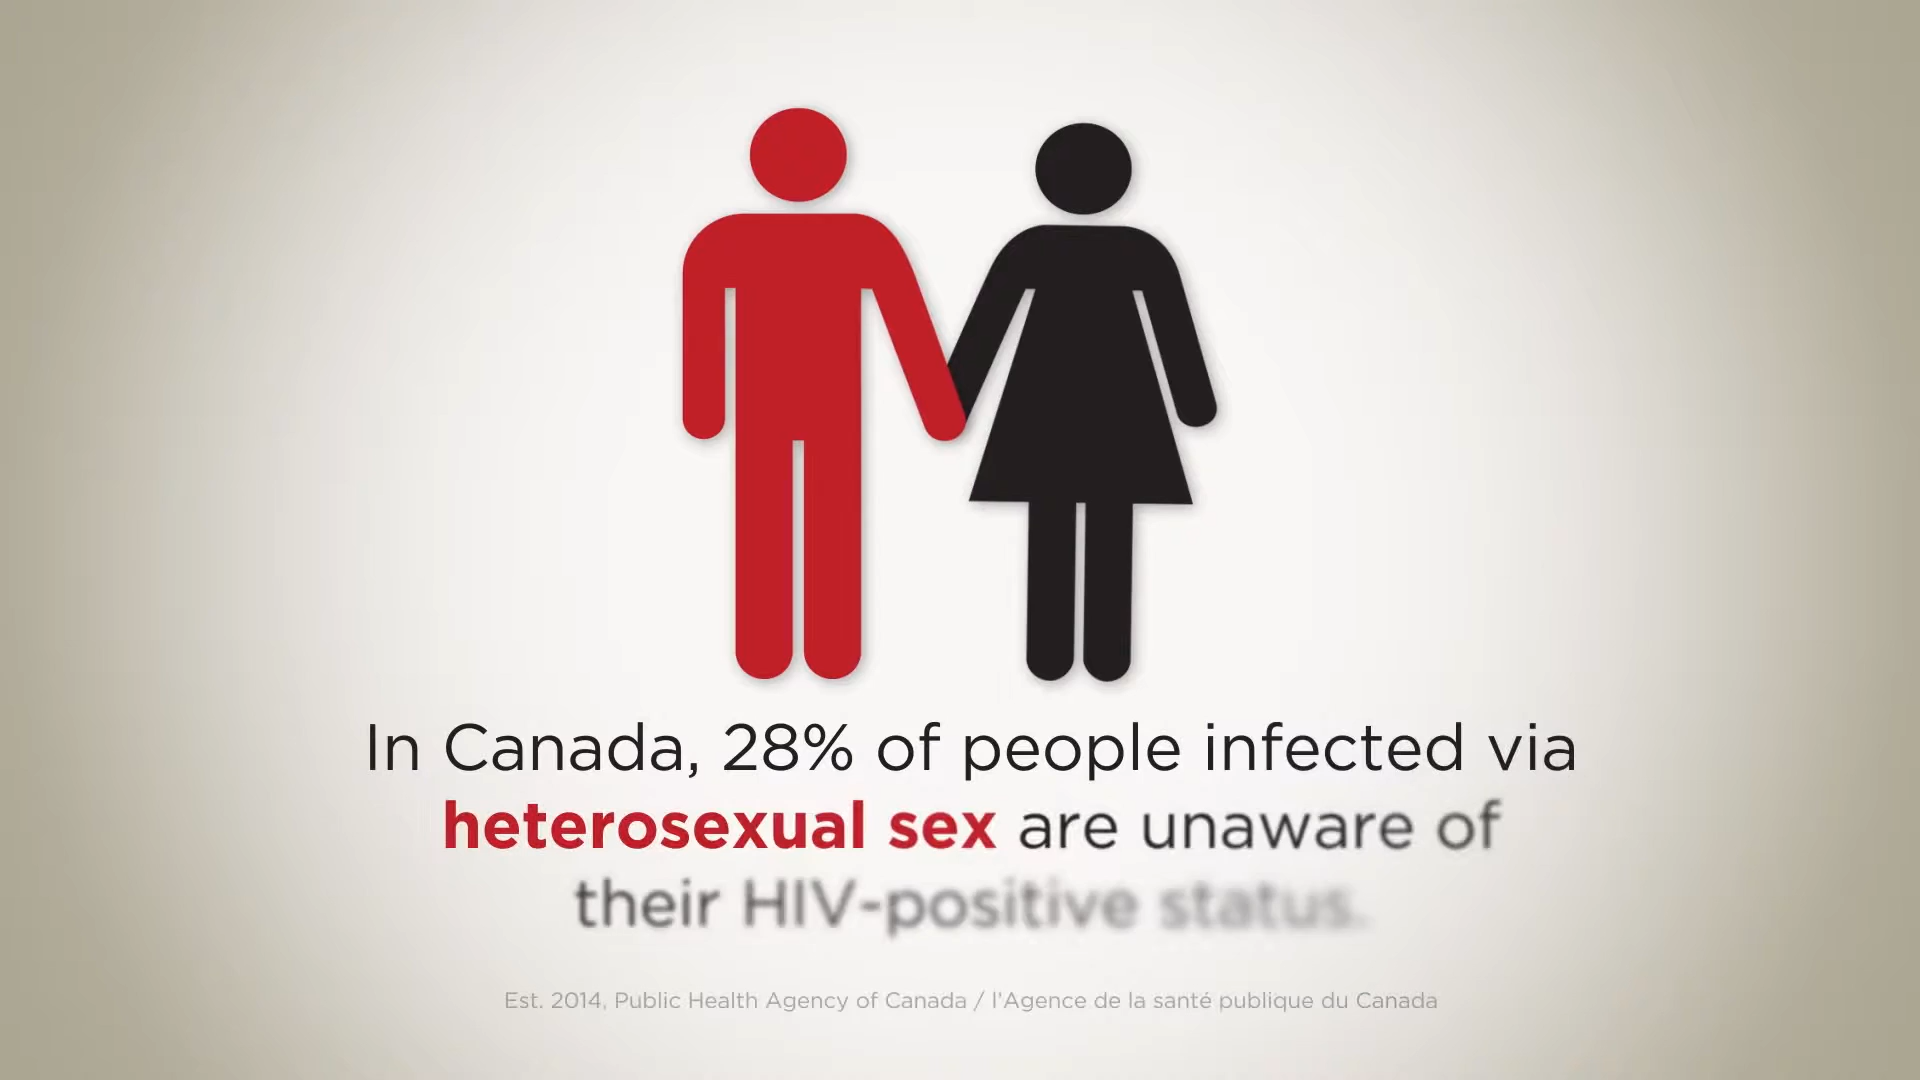 In Canada, 28% of people infected via
heterosexual sex are unaware of
their HIV-positive status.
Est. 2014, Public Health Agency of Canada / l'Agence de la santé publique du Canada